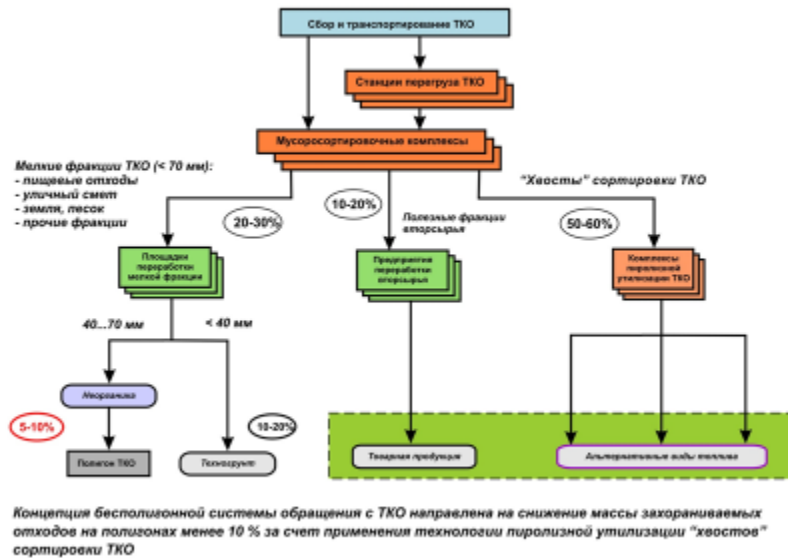 Сбор и транспортирование ТКО
Станции перегруза ТКО
Мусоросортировочные комплексы
Мелкие фракции ТКО (< 70 мм):
- пищевые отходы
- уличный смет
- земля, песок
- прочие фракции
"Хвосты" сортировки ТКО
20-30%
10-20%
Полезные фракции
вторсырья
50-60%
Площадки
переработки
мелкой фракции
Предприятия
переработки
вторсырья
Комплексы
пиролизной
утилизации ТКО
40...70 мм
< 40 мм
Неорганика
5-10%
10-20%
Полигон ТКО
Техногрунт
Товарная продукция
Альтернативные виды топлива
Концепция бесполигонной системы обращения с ТКО направлена на снижение массы захораниваемых
отходов на полигонах менее 10 % за счет применения технологии пиролизной утилизации "хвостов"
сортировки ТКО